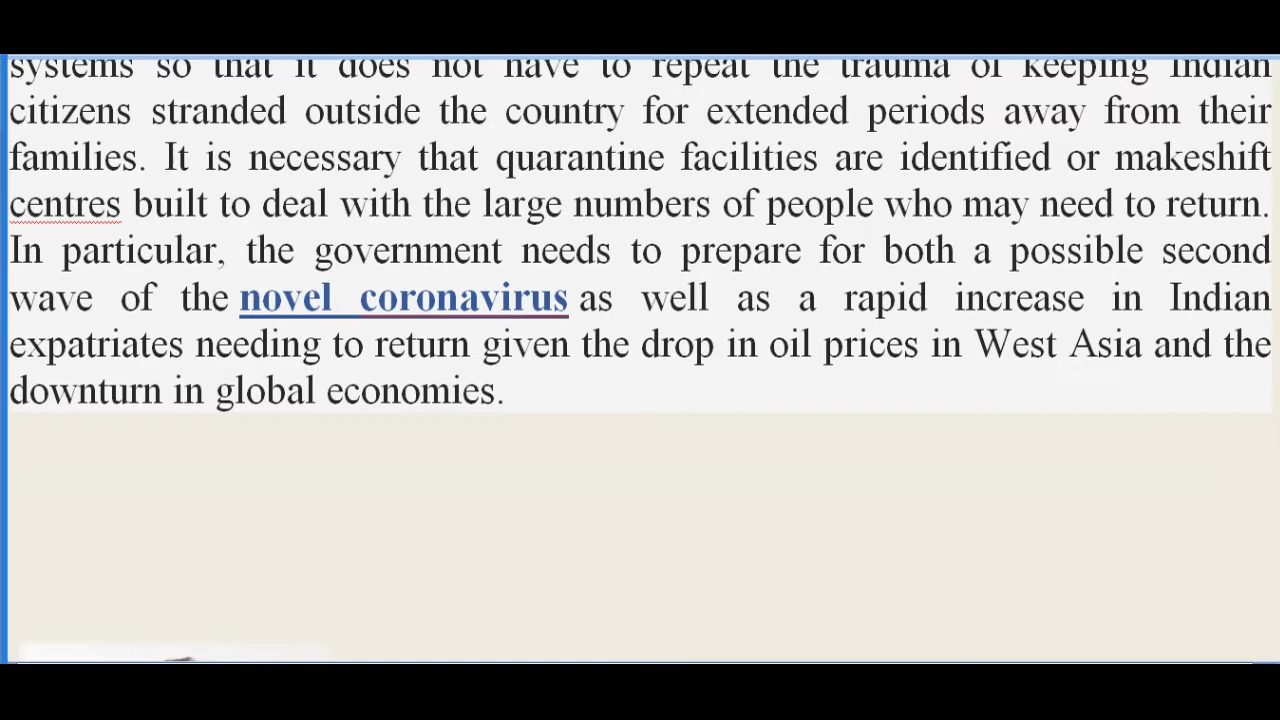 systems so that it does not have to repeat the trauma of keeping Indian
citizens stranded outside the country for extended periods away from their
families. It is necessary that quarantine facilities are identified or makeshift
centres built to deal with the large numbers of people who may need to return.
In particular, the government needs to prepare for both a possible second
wave of the novel coronavirus as well as a rapid increase in Indian
expatriates needing to return given the drop in oil prices in West Asia and the
downturn in global economies.